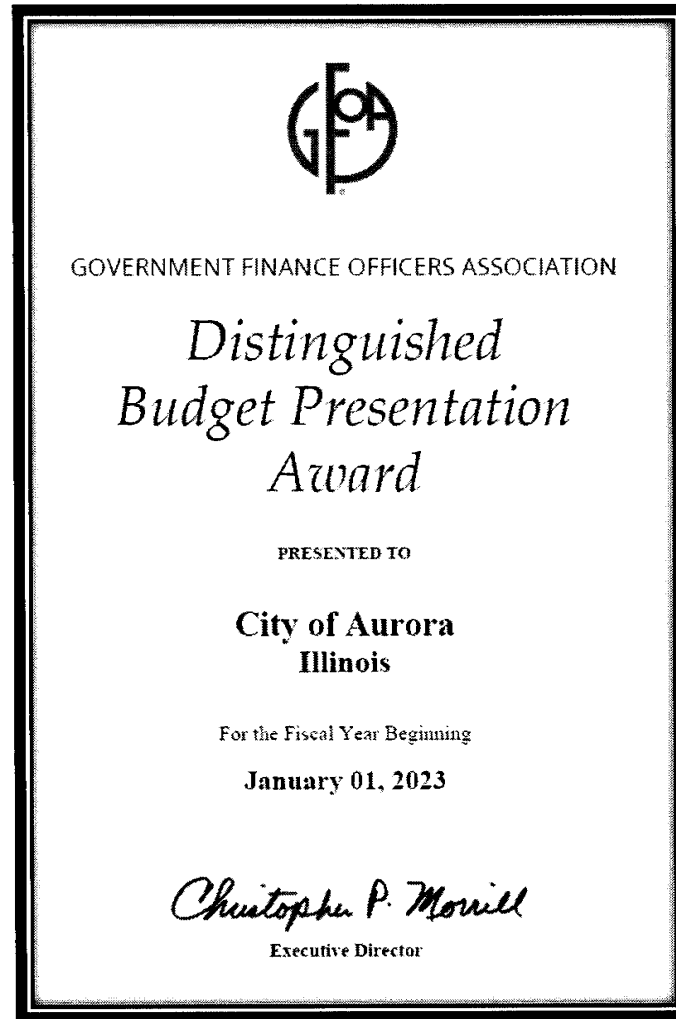 GFOA
GOVERNMENT FINANCE OFFICERS ASSOCIATION
Distinguished
Budget Presentation
Award
PRESENTED TO
City of Aurora
Illinois
For the Fiscal Year Beginning
January 01, 2023
Christopher P. Morrill
Executive Director